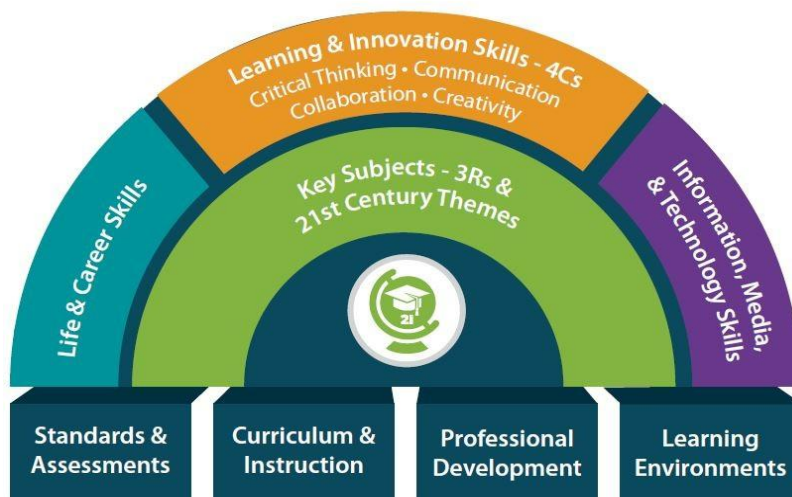 Learning & Innovation Skills - 4Cs
Critical Thinking • Communication
Collaboration • Creativity
Life & Career Skills
Key Subjects - 3Rs &
21st Century Themes
Information, Media,
& Technology Skills
21
Standards &
Assessments
Curriculum &
Instruction
Professional
Development
Learning
Environments